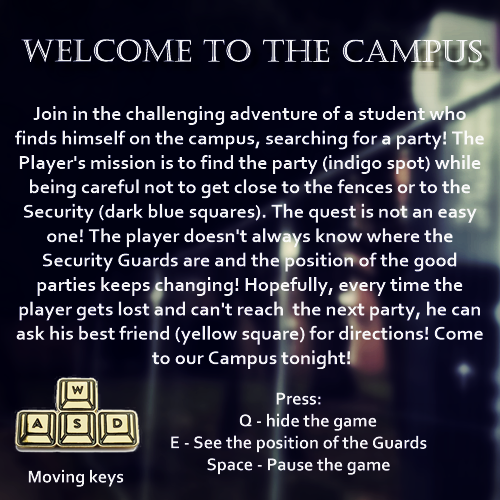 WELCOME TO THE CAMPUS
Join in the challenging adventure of a student who
finds himself on the campus, searching for a party! The
Player's mission is to find the party (indigo spot) while
being careful not to get close to the fences or to the
Security (dark blue squares). The quest is not an easy
one! The player doesn't always know where the
Security Guards are and the position of the good
parties keeps changing! Hopefully, every time the
player gets lost and can't reach the next party, he can
ask his best friend (yellow square) for directions! Come
to our Campus tonight!
W
A S D
Moving keys
Press:
Q - hide the game
E - See the position of the Guards
Space - Pause the game